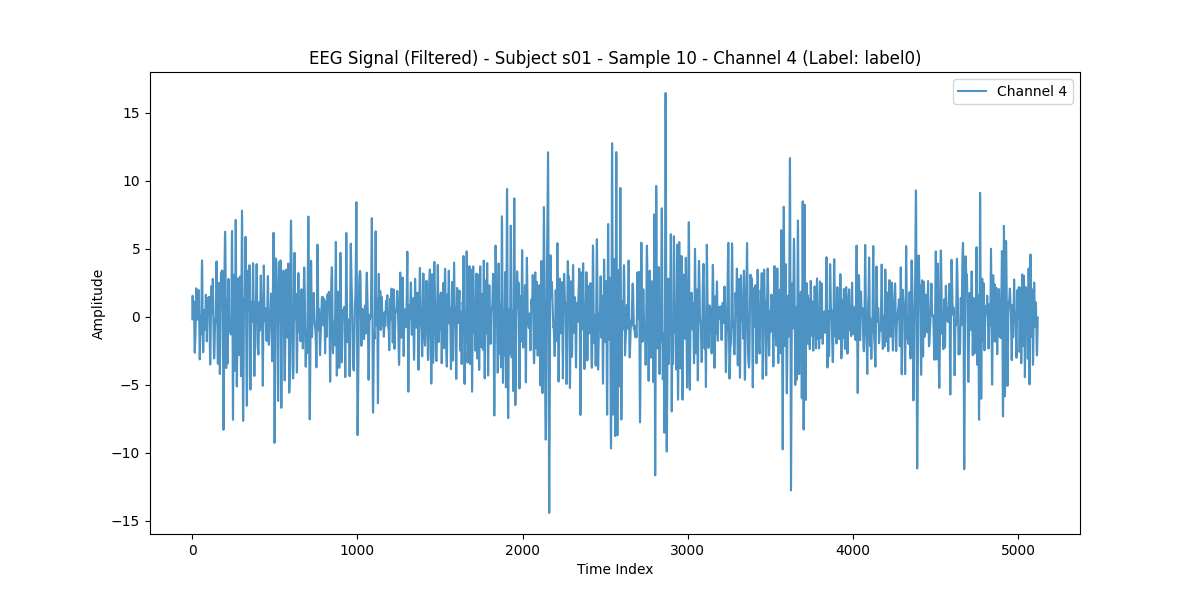 EEG Signal (Filtered) - Subject s01 - Sample 10 - Channel 4 (Label: label0)
Channel 4
15
10
5
0
−5
−10
−15
Amplitude
0 1000 2000 3000 4000 5000
Time Index